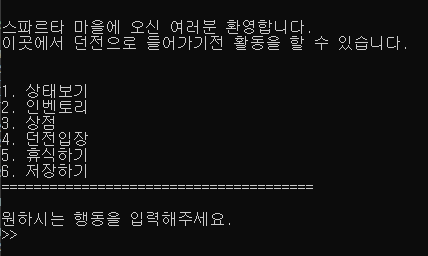 스파르타 마을에 오신 여러분 환영합니다.
이곳에서 던전으로 들어가기전 활동을 할 수 있습니다.
1. 상태보기
2. 인벤토리
3. 상점
4. 던전입장
5. 휴식하기
6. 저장하기
=======================================
원하시는 행동을 입력해주세요.
>>